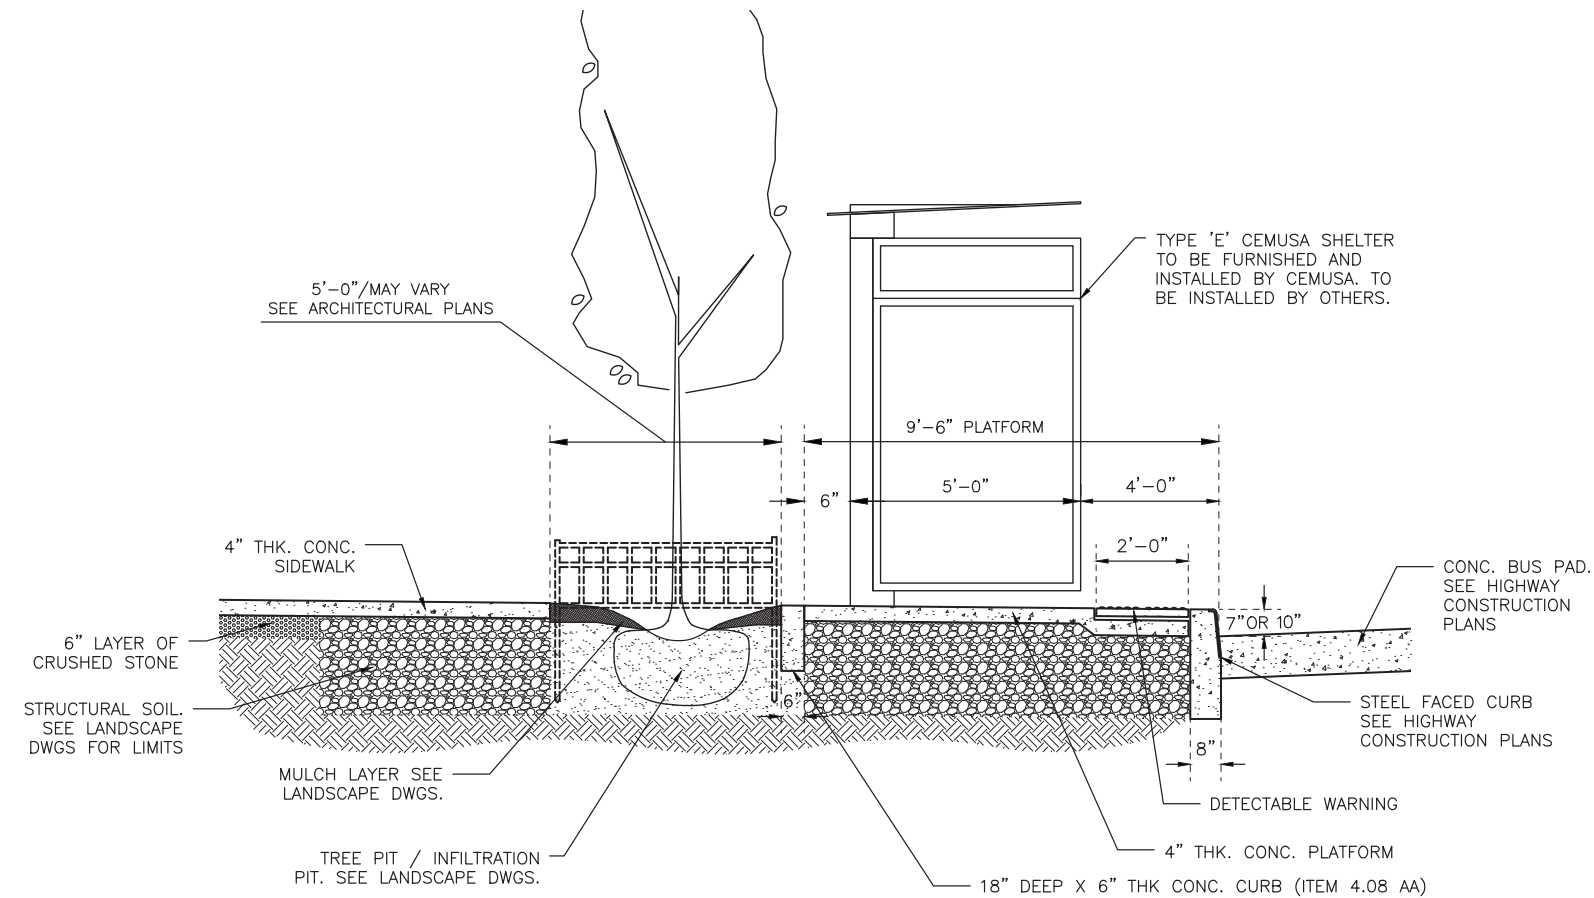 TYPE 'E' CEMUSA SHELTER
TO BE FURNISHED AND
INSTALLED BY CEMUSA. TO
BE INSTALLED BY OTHERS.
5'-0"/MAY VARY
SEE ARCHITECTURAL PLANS
9'-6" PLATFORM
6"
5'-0"
4'-0"
2'-0"
4" THK. CONC.
SIDEWALK
CONC. BUS PAD.
SEE HIGHWAY
CONSTRUCTION
PLANS
7"OR 10"
6" LAYER OF
CRUSHED STONE
STRUCTURAL SOIL.
SEE LANDSCAPE
DWGS FOR LIMITS
6"
STEEL FACED CURB
SEE HIGHWAY
CONSTRUCTION PLANS
8"
MULCH LAYER SEE
LANDSCAPE DWGS.
DETECTABLE WARNING
TREE PIT / INFILTRATION
PIT. SEE LANDSCAPE DWGS.
4" THK. CONC. PLATFORM
18" DEEP X 6" THK CONC. CURB (ITEM 4.08 AA)